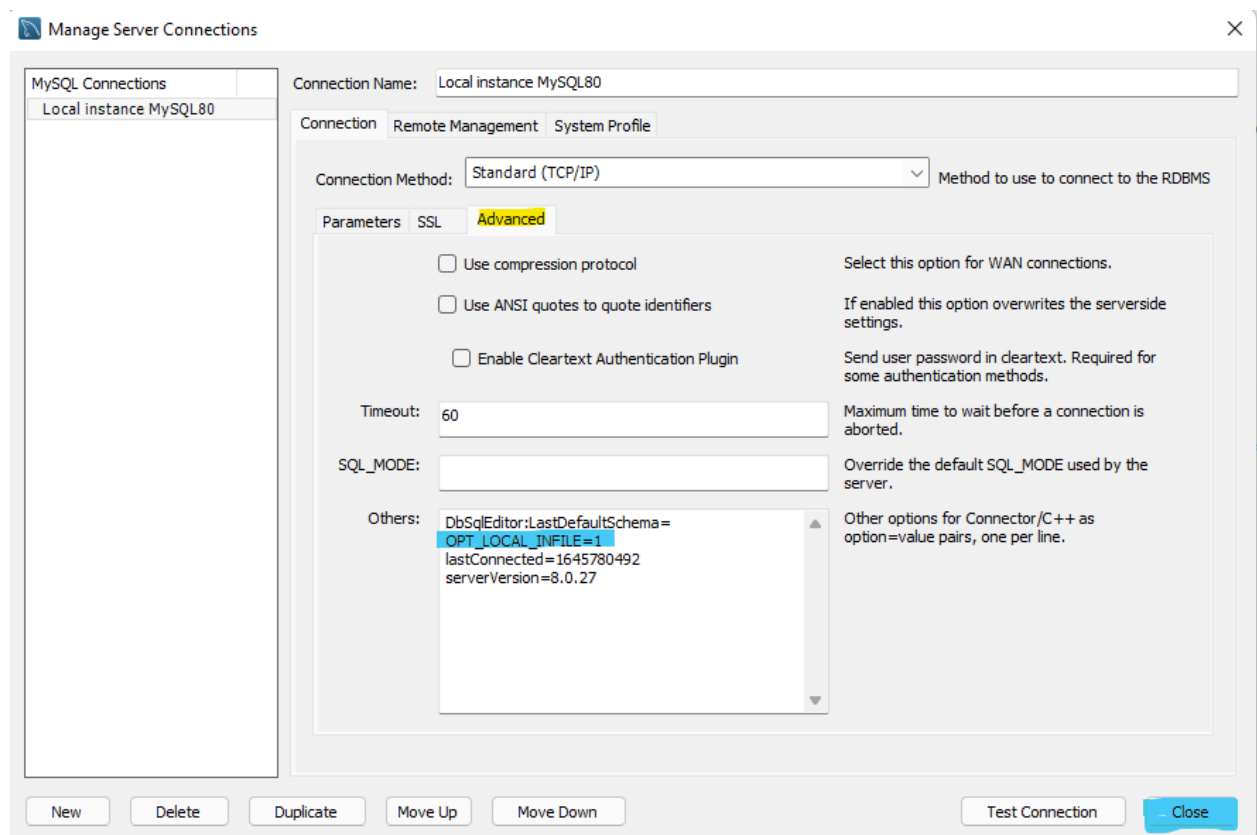 Manage Server Connections
MySQL Connections
Local instance MySQL80
Connection Name: Local instance MySQL80
Connection Remote Management System Profile
Connection Method: Standard (TCP/IP) Method to use to connect to the RDBMS
Parameters SSL Advanced
Use compression protocol Select this option for WAN connections.
Use ANSI quotes to quote identifiers If enabled this option overwrites the serverside
settings.
Enable Cleartext Authentication Plugin Send user password in cleartext. Required for
some authentication methods.
Timeout: 60 Maximum time to wait before a connection is
aborted.
SQL_MODE: Override the default SQL_MODE used by the
server.
Others: DbSqlEditor:LastDefaultSchema= Other options for Connector/C++ as
OPT_LOCAL_INFILE=1 option=value pairs, one per line.
lastConnected=1645780492
serverVersion=8.0.27
New Delete Duplicate Move Up Move Down Test Connection Close